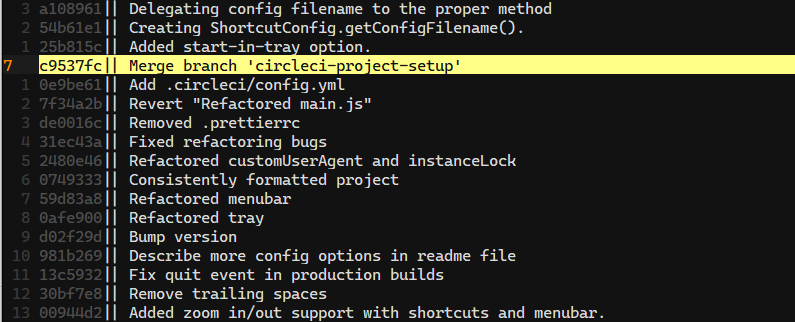 3 a108961|| Delegating config filename to the proper method
2 54b61e1|| Creating ShortcutConfig.getConfigFilename().
1 25b815c|| Added start-in-tray option.
7 c9537fc|| Merge branch 'circleci-project-setup'
1 0e9be61|| Add .circleci/config.yml
2 7f34a2b|| Revert "Refactored main.js"
3 de0016c|| Removed .prettierrc
4 31ec43a|| Fixed refactoring bugs
5 2480e46|| Refactored customUserAgent and instanceLock
6 0749333|| Consistently formatted project
7 59d83a8|| Refactored menubar
8 0afe900|| Refactored tray
9 d02f29d|| Bump version
10 981b269|| Describe more config options in readme file
11 13c5932|| Fix quit event in production builds
12 30bf7e8|| Remove trailing spaces
13 00944d2|| Added zoom in/out support with shortcuts and menubar.